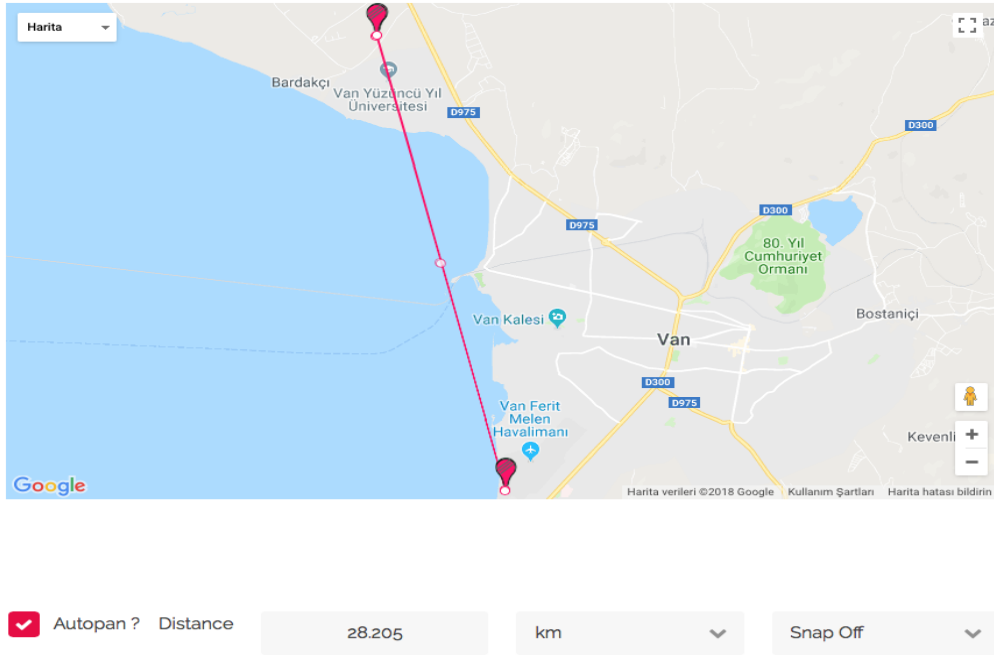 Harita
az
Bardakçı
Van Yüzüncü Yıl
Üniversitesi
D975
D300
D975
D300
80. Yıl
Cumhuriyet
Ormanı
Van Kalesi
Bostaniçi
Van
D300
D975
Van Ferit
Melen
Havalimanı
Kevenli
Google
Harita verileri ©2018 Google Kullanım Şartları Harita hatası bildirin
Autopan ? Distance 28.205 km Snap Off